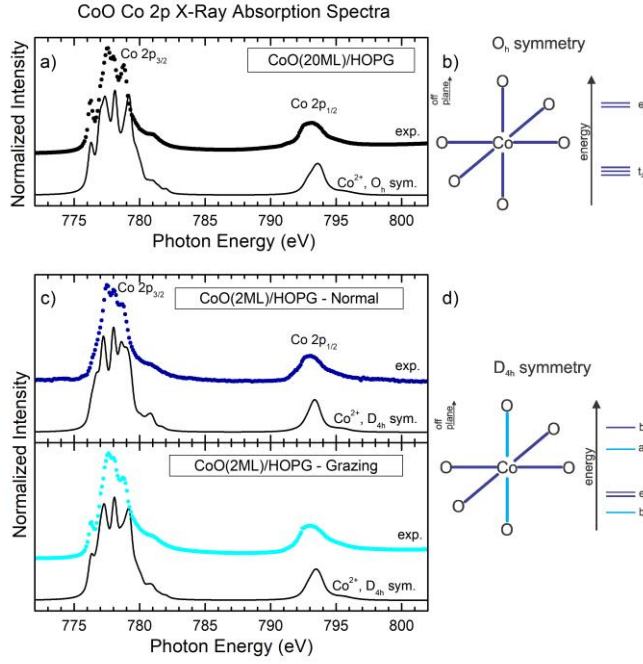 CoO Co 2p X-Ray Absorption Spectra
a)
Co 2p3/2
CoO(20ML)/HOPG
Co 2p1/2
exp.
Co2+, Oh sym.
Normalized Intensity
775 780 785 790 795 800
Photon Energy (eV)
b)
Oh symmetry
off
plane
O
O
O
Co
O
O
O
energy
e
t
c)
Co 2p3/2
CoO(2ML)/HOPG - Normal
Co 2p1/2
exp.
Co2+, D4h sym.
CoO(2ML)/HOPG - Grazing
exp.
Co2+, D4h sym.
Normalized Intensity
775 780 785 790 795 800
Photon Energy (eV)
d)
D4h symmetry
off
plane
O
O
O
Co
O
O
O
energy
b
a
e
b